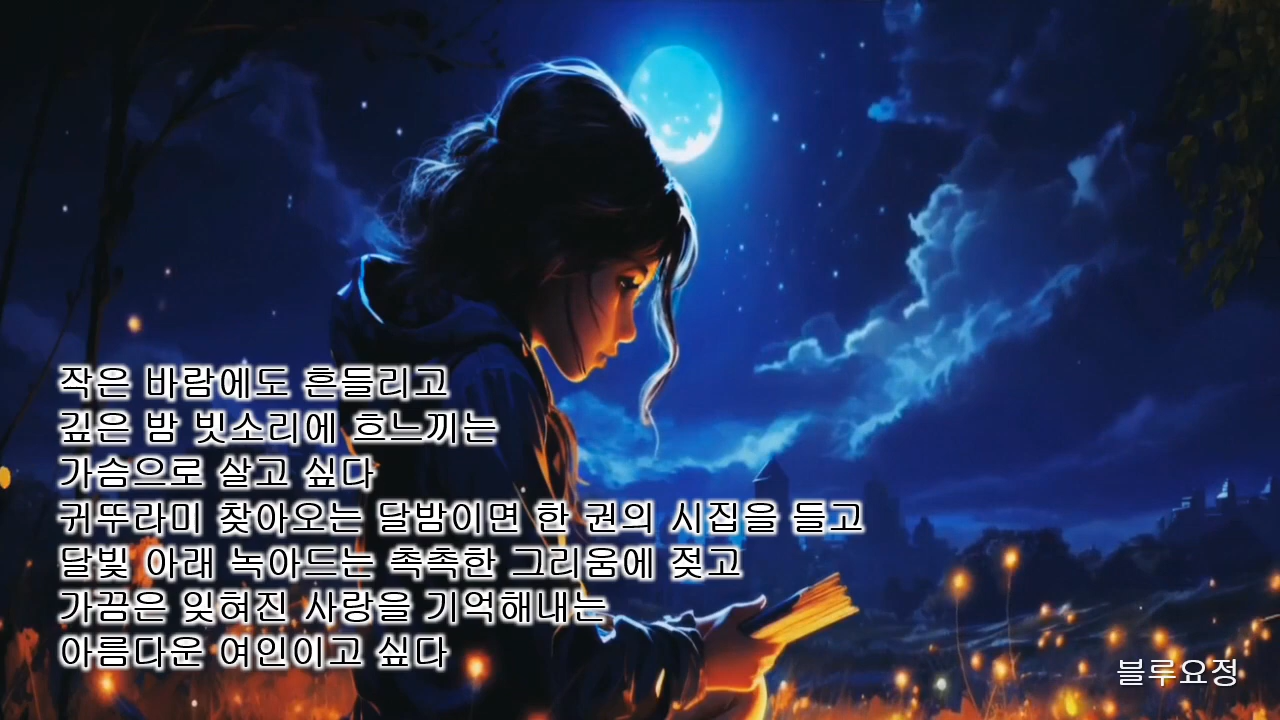 작은 바람에도 흔들리고
깊은 밤 빗소리에 흐느끼는
가슴으로 살고 싶다
귀뚜라미 찾아오는 달밤이면 한 권의 시집을 들고
달빛 아래 녹아드는 촉촉한 그리움에 젖고
가끔은 잊혀진 사랑을 기억해내는
아름다운 여인이고 싶다
블루요정